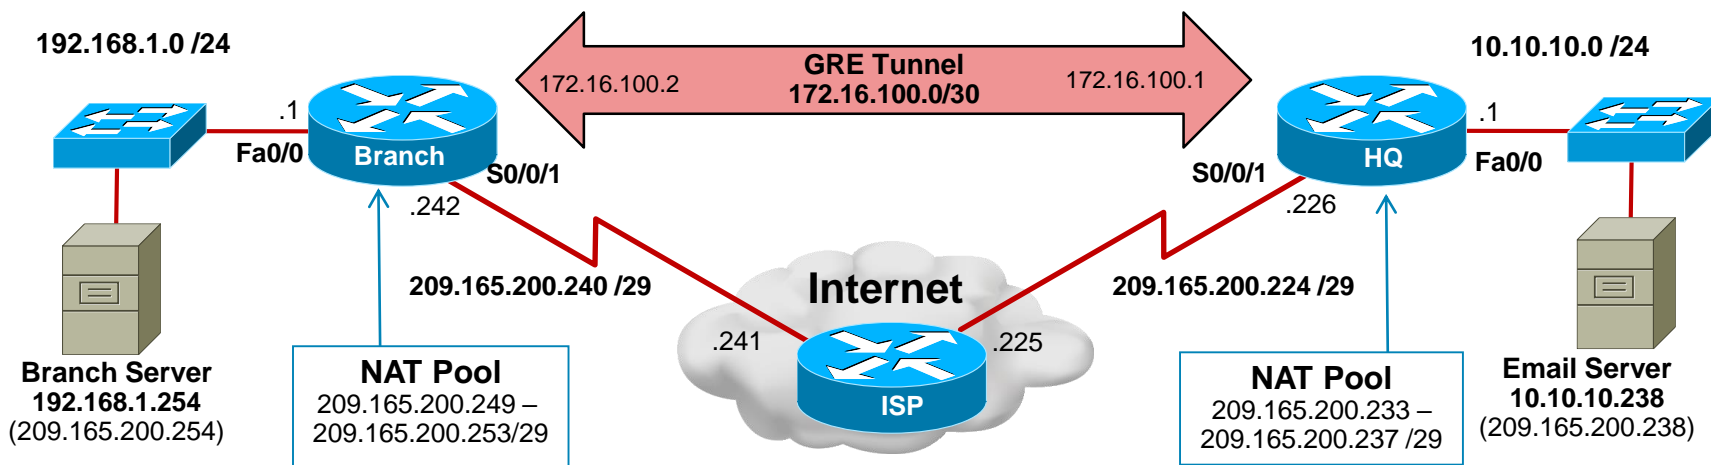 192.168.1.0 /24
GRE Tunnel
172.16.100.0/30
172.16.100.2
172.16.100.1
10.10.10.0 /24
.1
Fa0/0
Branch
S0/0/1
.242
S0/0/1
.226
HQ
.1
Fa0/0
209.165.200.240 /29
Internet
209.165.200.224 /29
.241
.225
ISP
Branch Server
192.168.1.254
(209.165.200.254)
NAT Pool
209.165.200.249 –
209.165.200.253/29
NAT Pool
209.165.200.233 –
209.165.200.237 /29
Email Server
10.10.10.238
(209.165.200.238)